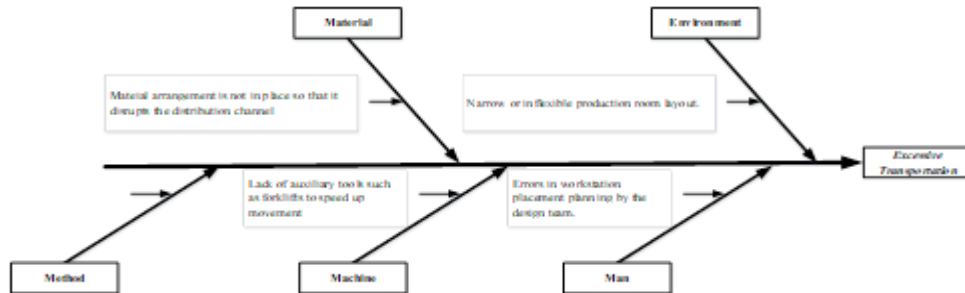 Material
Environment
Mateial arrangement is not in place so that it
disrupts the distribution channel
Narrow or inflexible production room layout.
Excessive
Transportation
Lack of auxiliary tools such
as forklifts to speed up
movement
Errors in workstation
placement planning by the
design team.
Method
Machine
Man